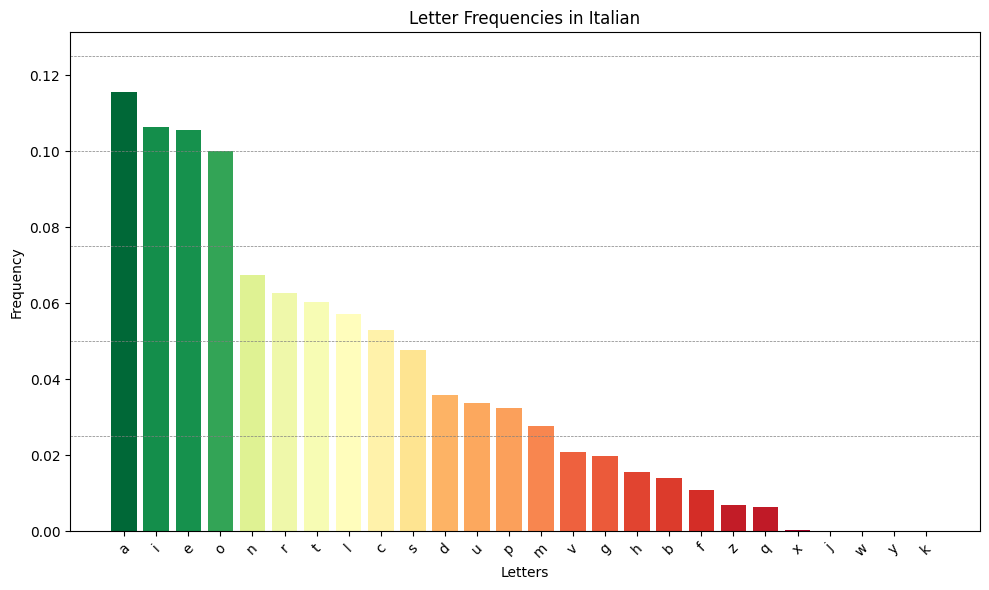 Letter Frequencies in Italian
Frequency
0.12
0.10
0.08
0.06
0.04
0.02
0.00
a i e o n r t l c s d u p m v g h b f z q x j w y k
Letters